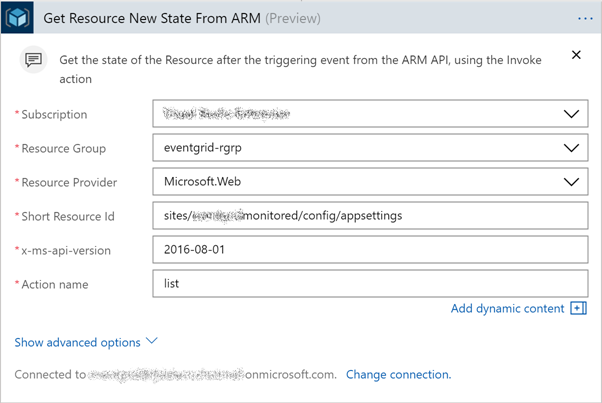 Get Resource New State From ARM (Preview)
Get the state of the Resource after the triggering event from the ARM API, using the Invoke
action
* Subscription
* Resource Group eventgrid-rgrp
* Resource Provider Microsoft.Web
* Short Resource Id sites/ monitored/config/appsettings
* x-ms-api-version 2016-08-01
* Action name list
Add dynamic content
Show advanced options
Connected to onmicrosoft.com. Change connection.